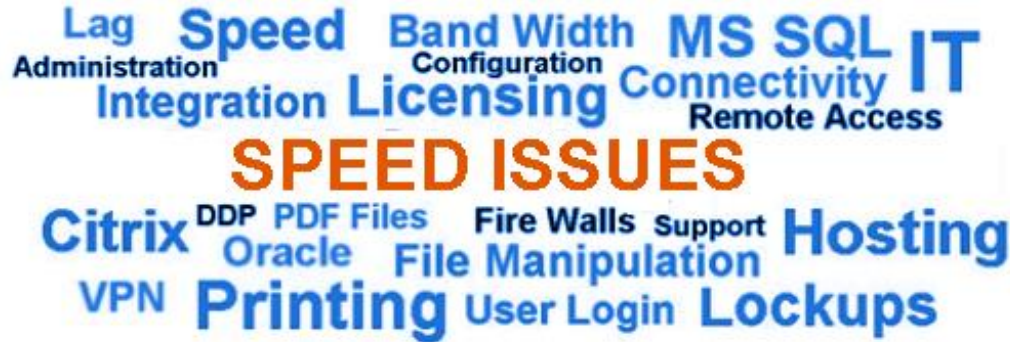 Lag Speed Band Width MS SQL IT
Administration Configuration Connectivity
Integration Licensing Remote Access
SPEED ISSUES
Citrix DDP PDF Files Fire Walls Support Hosting
Oracle File Manipulation
VPN Printing User Login Lockups